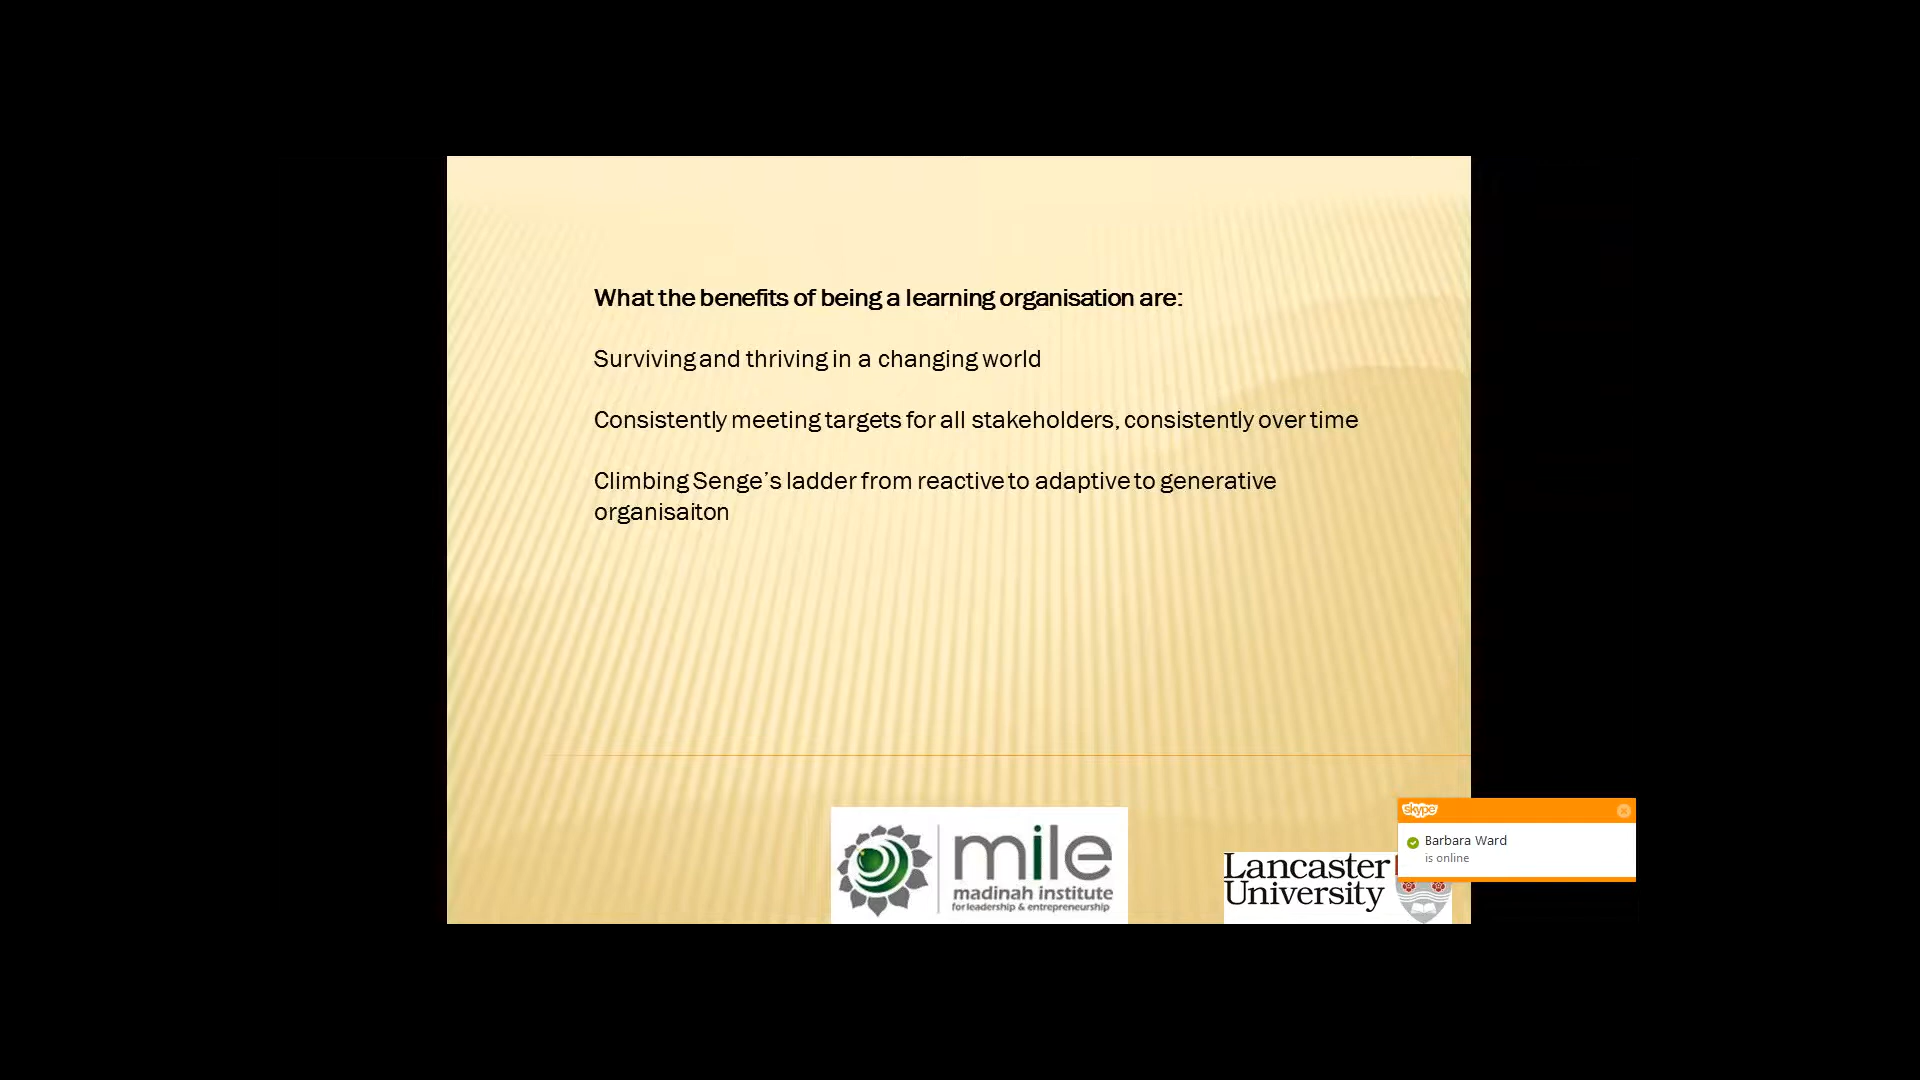 What the benefits of being a learning organisation are:
Surviving and thriving in a changing world
Consistently meeting targets for all stakeholders, consistently over time
Climbing Senge’s ladder from reactive to adaptive to generative
organisaiton
mile
madinah institute
for leadership & entrepreneurship
Lancaster
University
skype
Barbara Ward
is online